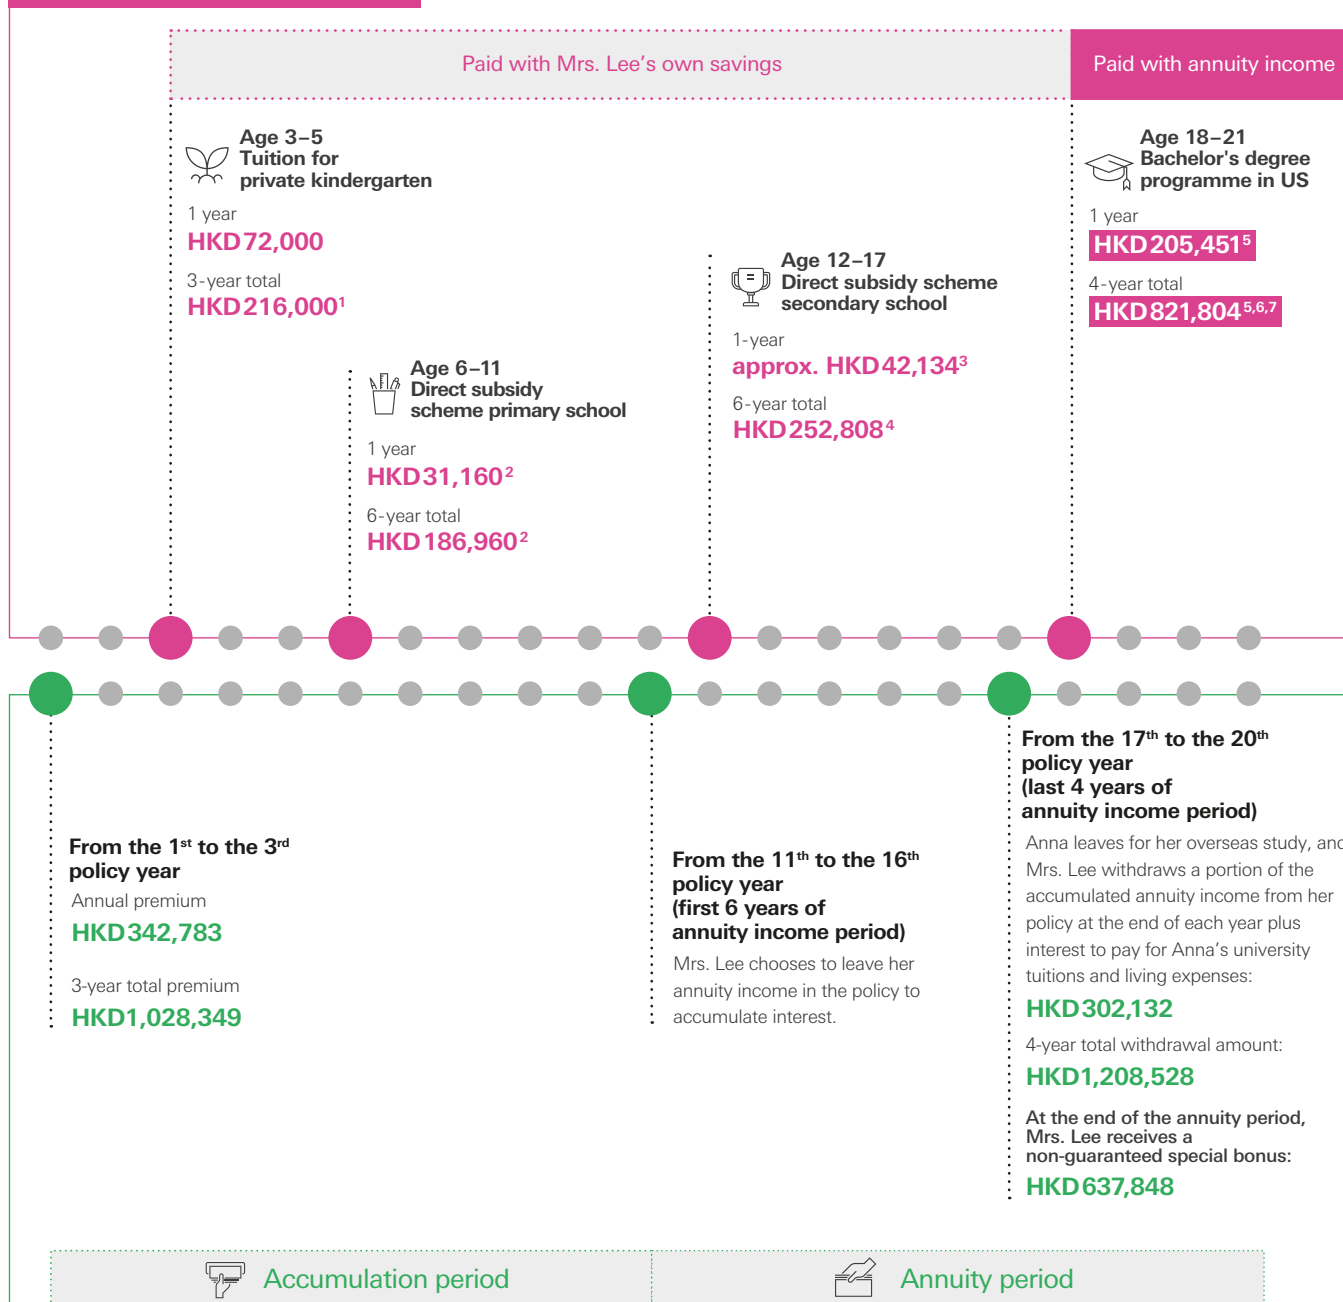 Paid with Mrs. Lee's own savings
Paid with annuity income
Age 3–5
Tuition for
private kindergarten
1 year
HKD72,000
3-year total
HKD216,000¹
Age 6–11
Direct subsidy
scheme primary school
1 year
HKD31,160²
6-year total
HKD186,960²
Age 12–17
Direct subsidy scheme
secondary school
1-year
approx. HKD42,134³
6-year total
HKD252,808⁴
Age 18–21
Bachelor's degree
programme in US
1 year
HKD205,451⁵
4-year total
HKD821,804⁵,⁶,⁷
From the 1st to the 3rd
policy year
Annual premium
HKD342,783
3-year total premium
HKD1,028,349
From the 11th to the 16th
policy year
(first 6 years of
annuity income period)
Mrs. Lee chooses to leave her
annuity income in the policy to
accumulate interest.
From the 17th to the 20th
policy year
(last 4 years of
annuity income period)
Anna leaves for her overseas study, and
Mrs. Lee withdraws a portion of the
accumulated annuity income from her
policy at the end of each year plus
interest to pay for Anna's university
tuitions and living expenses:
HKD302,132
4-year total withdrawal amount:
HKD1,208,528
At the end of the annuity period,
Mrs. Lee receives a
non-guaranteed special bonus:
HKD637,848
Accumulation period
Annuity period